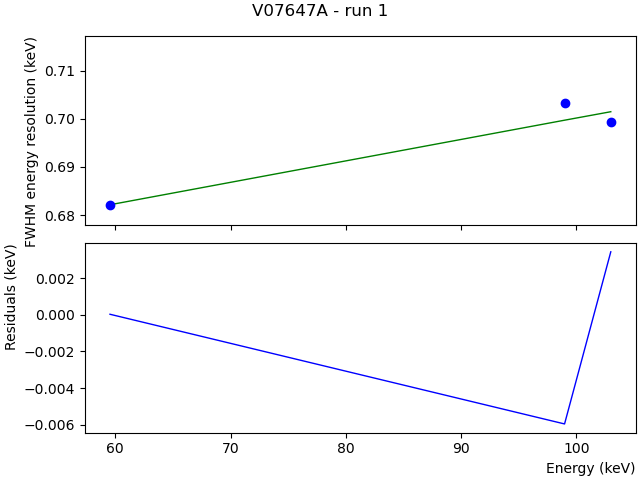 V07647A - run 1
FWHM energy resolution (keV)
0.71
0.70
0.69
0.68
Residuals (keV)
0.002
0.000
−0.002
−0.004
−0.006
60 70 80 90 100
Energy (keV)